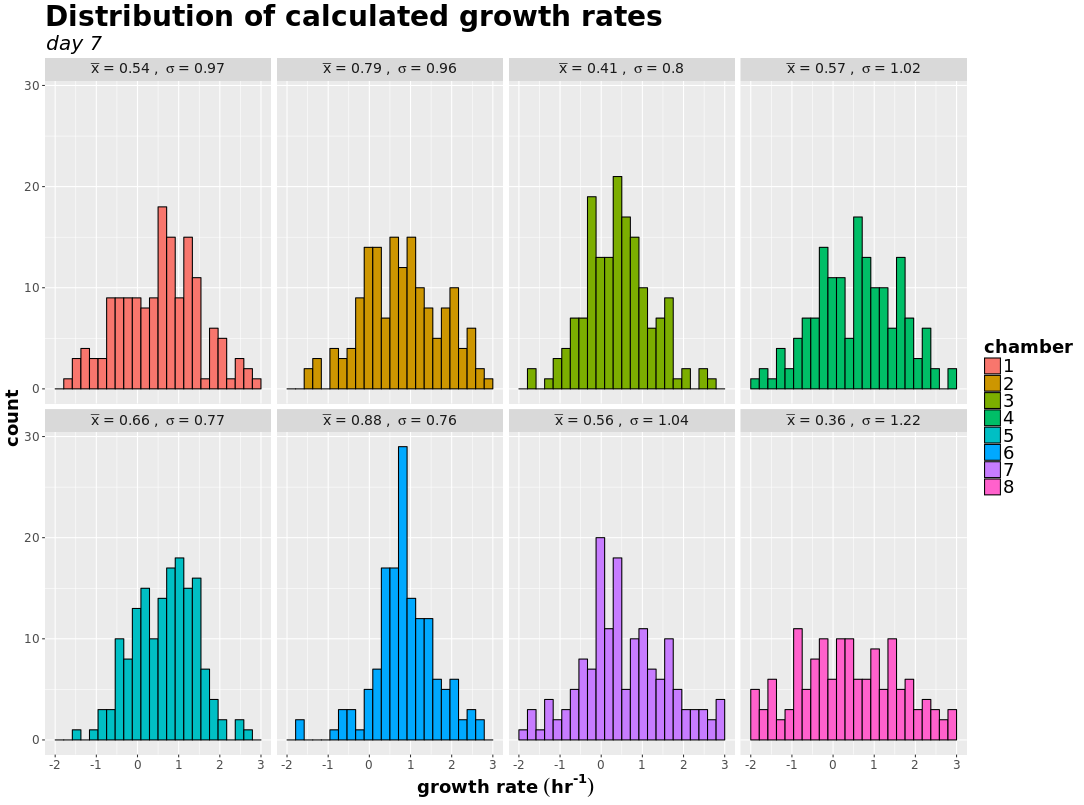 Distribution of calculated growth rates
day 7
x̅ = 0.54 , σ = 0.97
x̅ = 0.79 , σ = 0.96
x̅ = 0.41 , σ = 0.8
x̅ = 0.57 , σ = 1.02
30
20
10
0
x̅ = 0.66 , σ = 0.77
x̅ = 0.88 , σ = 0.76
x̅ = 0.56 , σ = 1.04
x̅ = 0.36 , σ = 1.22
30
20
10
0
-2 -1 0 1 2 3
-2 -1 0 1 2 3
-2 -1 0 1 2 3
-2 -1 0 1 2 3
count
growth rate (hr⁻¹)
chamber
1
2
3
4
5
6
7
8